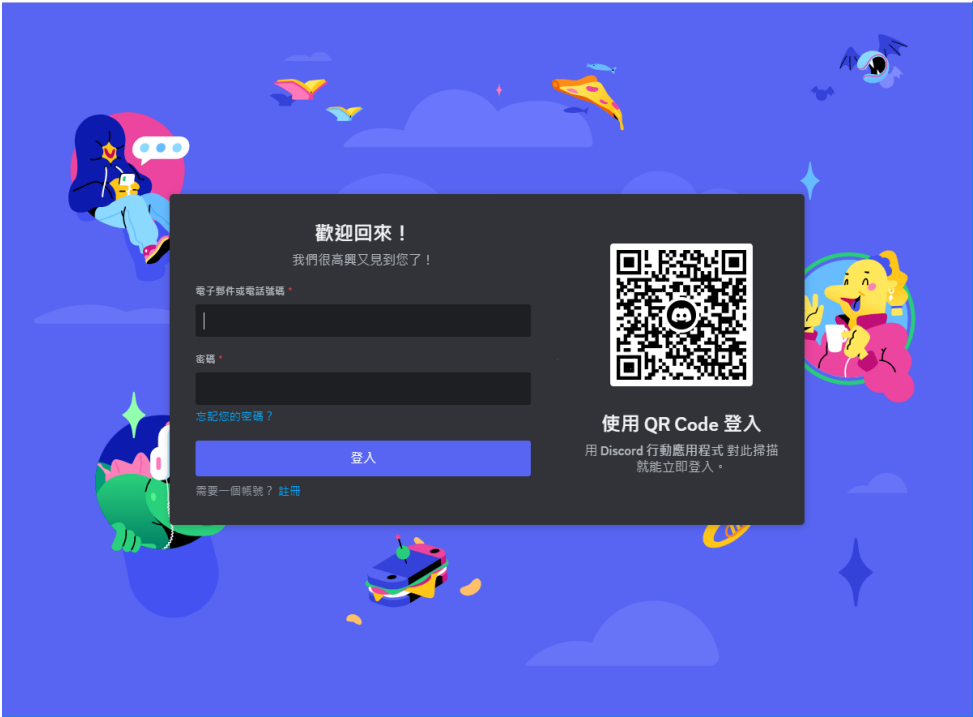 歡迎回來！
我們很高興又見到您了！
電子郵件或電話號碼 *
密碼 *
忘記您的密碼？
登入
需要一個帳號？ 註冊
使用 QR Code 登入
用 Discord 行動應用程式 對此掃描
就能立即登入。